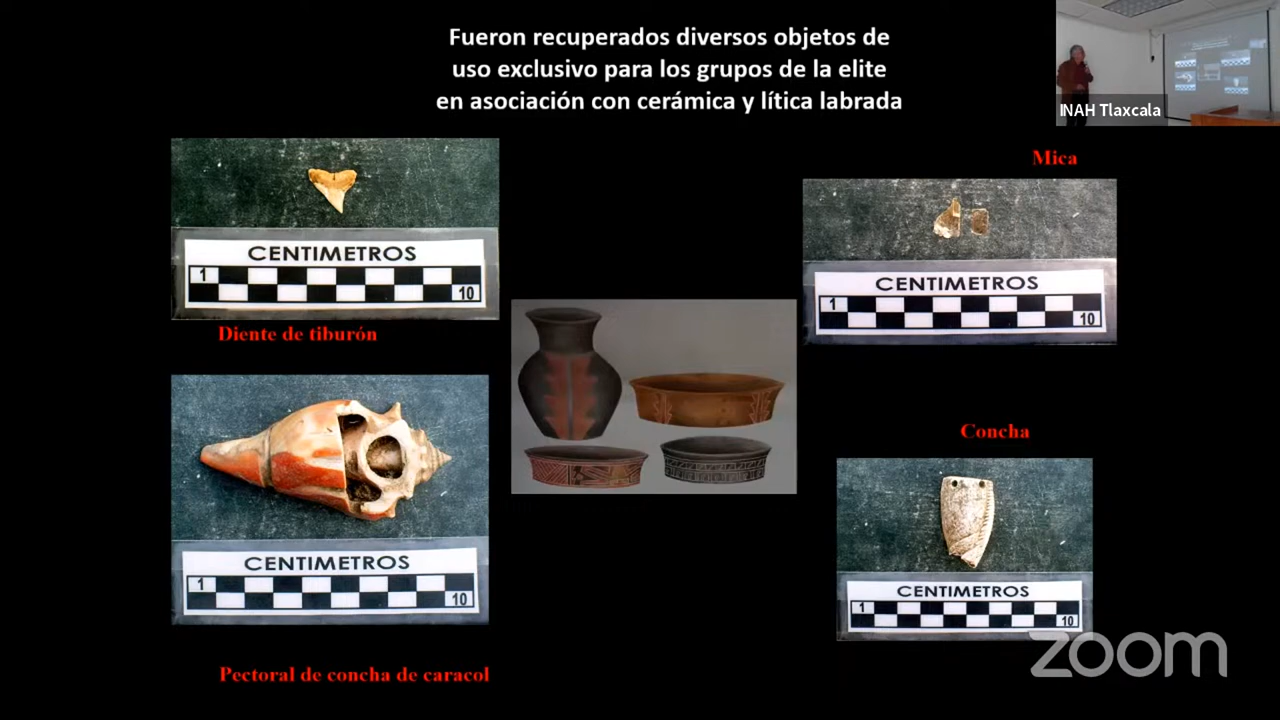 Fueron recuperados diversos objetos de
uso exclusivo para los grupos de la elite
en asociación con cerámica y lítica labrada
INAH Tlaxcala
CENTIMETROS
1
10
Diente de tiburón
Mica
CENTIMETROS
1
10
CENTIMETROS
1
10
Pectoral de concha de caracol
Concha
CENTIMETROS
1
10
zoom